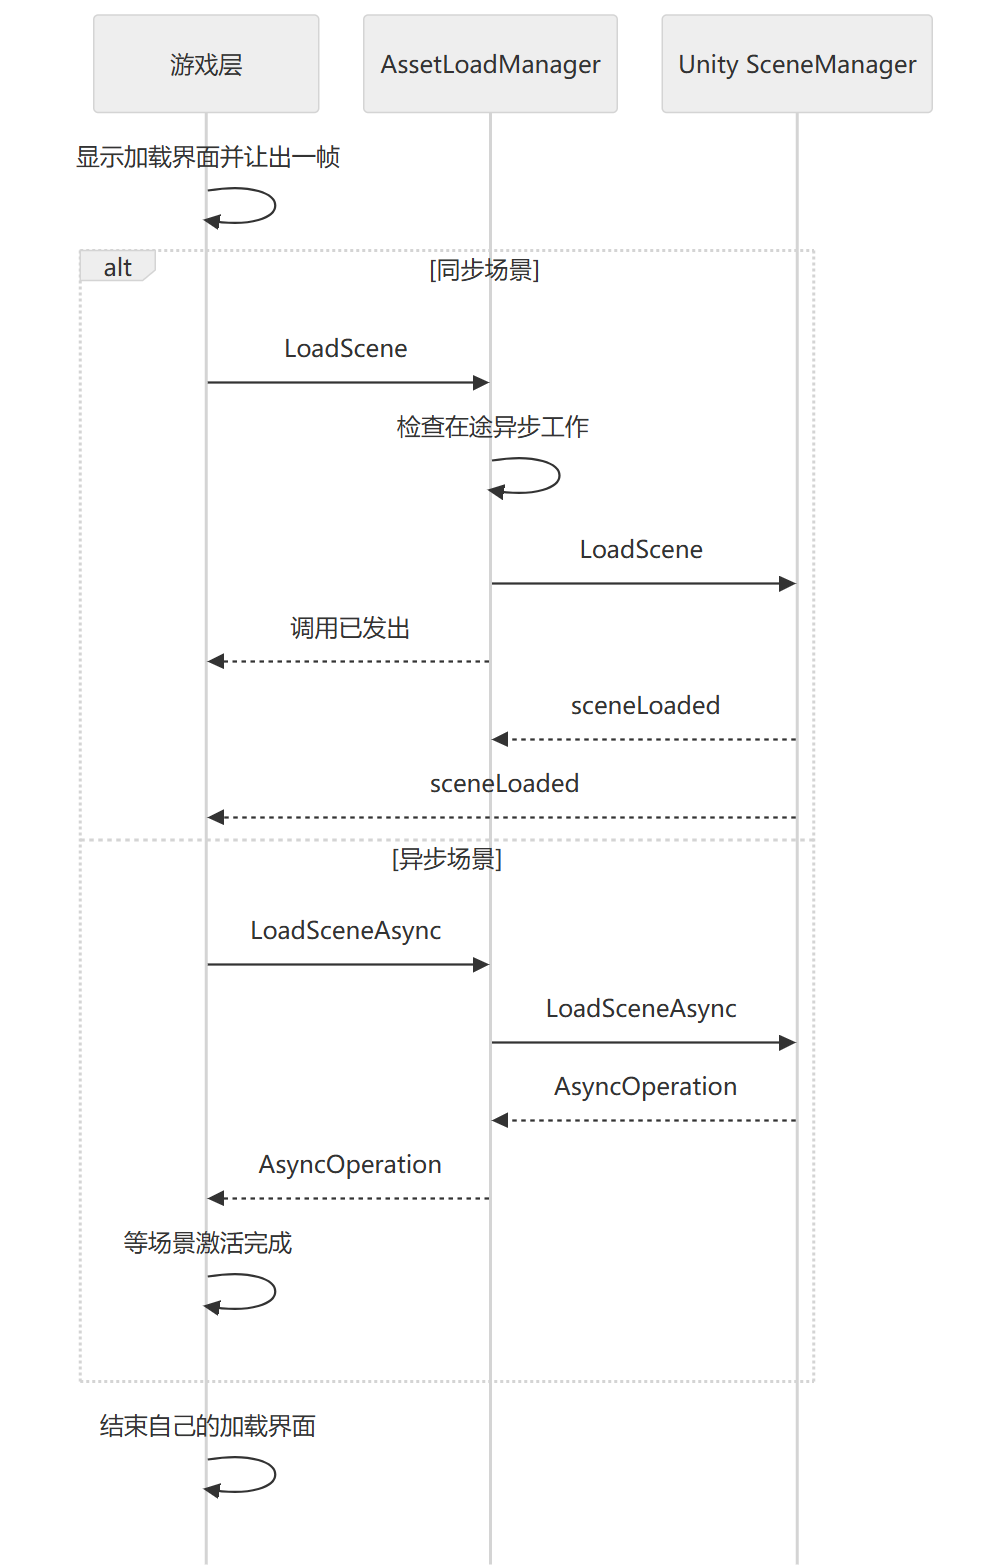 游戏层
AssetLoadManager
Unity SceneManager
显示加载界面并让出一帧
alt
[同步场景]
LoadScene
检查在途异步工作
LoadScene
调用已发出
sceneLoaded
sceneLoaded
[异步场景]
LoadSceneAsync
LoadSceneAsync
AsyncOperation
AsyncOperation
等场景激活完成
结束自己的加载界面